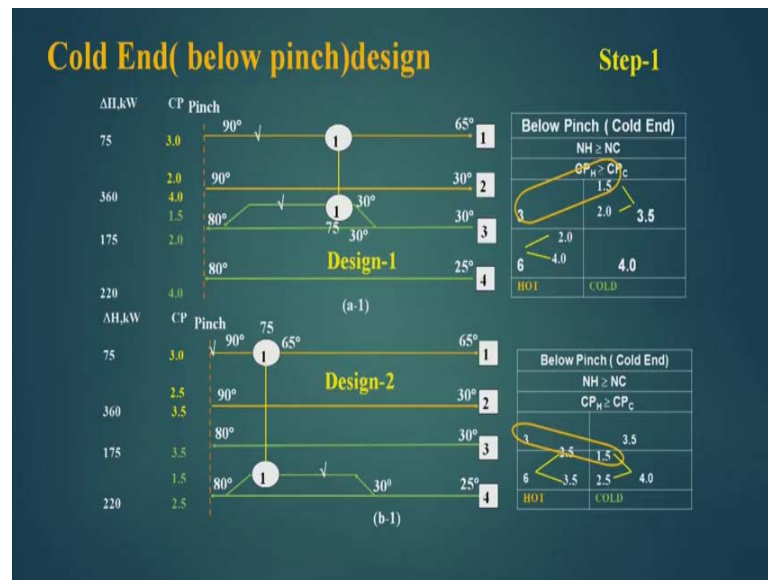 Cold End( below pinch)design
Step-1
ΔH,kW CP Pinch
90° √ 65°
75 3.0 1 1
2.0 90° 30°
360 4.0 2
1.5 80° √ 1 30° 30°
175 2.0 75 30° 3
80° Design-1 25°
220 4.0 4
(a-1)
Below Pinch ( Cold End)
NH ≥ NC
CPH ≥ CPC
3 1.5
2.0 3.5
6 2.0
4.0 4.0
HOT COLD
ΔH,kW CP Pinch 75
√ 90° 65° 65°
75 3.0 1 1
2.5 90° Design-2 30°
360 3.5 2
80° 30°
175 3.5 3
1.5 80° 1 √ 30⁰ 25°
220 2.5 4
(b-1)
Below Pinch ( Cold End)
NH ≥ NC
CPH ≥ CPC
3 3.5
2.5 1.5
6 3.5 2.5 4.0
HOT COLD